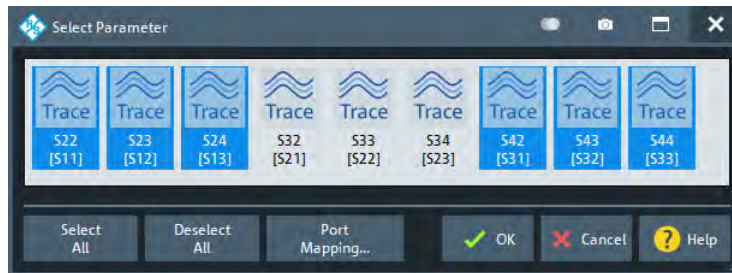 Select Parameter
Trace Trace Trace Trace Trace Trace Trace Trace Trace
S22 S23 S24 S32 S33 S34 S42 S43 S44
[S11] [S12] [S13] [S21] [S22] [S23] [S31] [S32] [S33]
Select Deselect Port OK Cancel ? Help
All All Mapping...